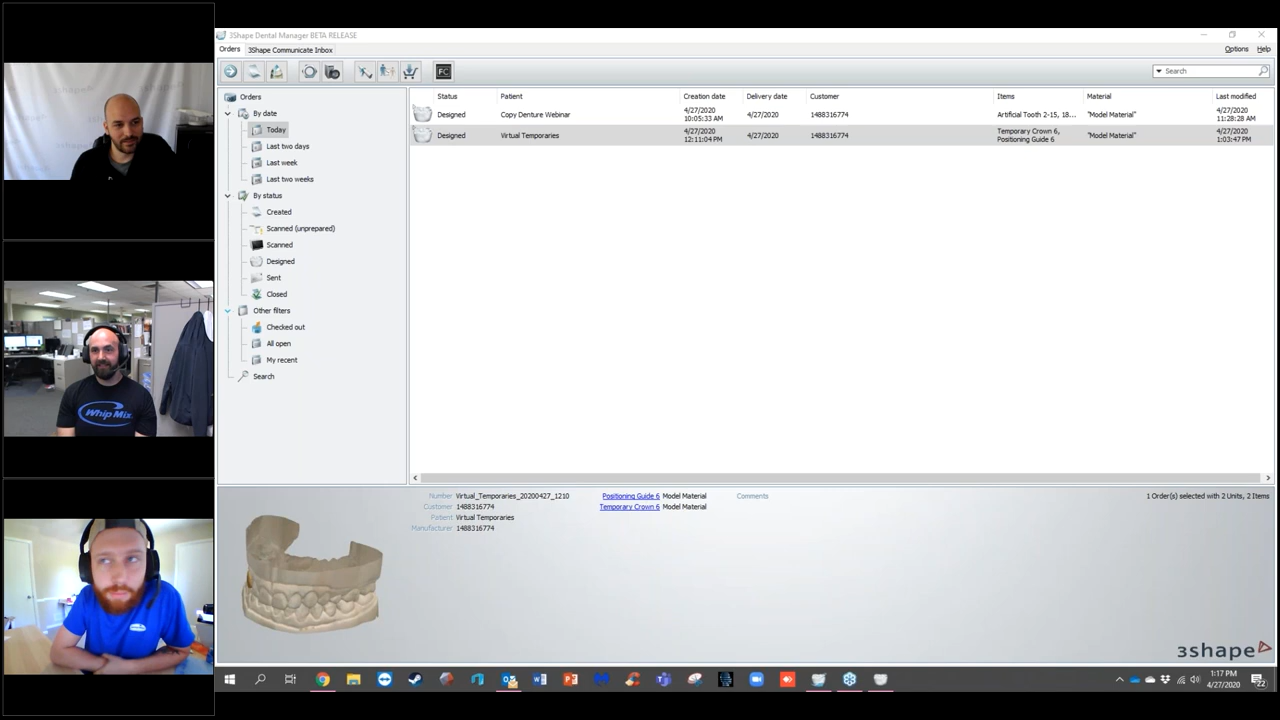 3Shape Dental Manager BETA RELEASE
Orders 3Shape Communicate Inbox
Options Help
FC
Search
Orders
By date
Today
Last two days
Last week
Last two weeks
By status
Created
Scanned (unprepared)
Scanned
Designed
Sent
Closed
Other filters
Checked out
All open
My recent
Search
Status Patient Creation date Delivery date Customer Items Material Last modified
Designed Copy Denture Webinar 4/27/2020 10:05:33 AM 4/27/2020 1488316774 Artificial Tooth 2-15, 18... "Model Material" 4/27/2020 11:28:28 AM
Designed Virtual Temporaries 4/27/2020 12:11:04 PM 4/27/2020 1488316774 Temporary Crown 6, Positioning Guide 6 "Model Material" 4/27/2020 1:03:47 PM
Number Virtual_Temporaries_20200427_1210
Customer 1488316774
Patient Virtual Temporaries
Manufacturer 1488316774
Positioning Guide 6 Model Material
Temporary Crown 6 Model Material
Comments
1 Order(s) selected with 2 Units, 2 Items
3shape
1:17 PM
4/27/2020
22
Whip Mix